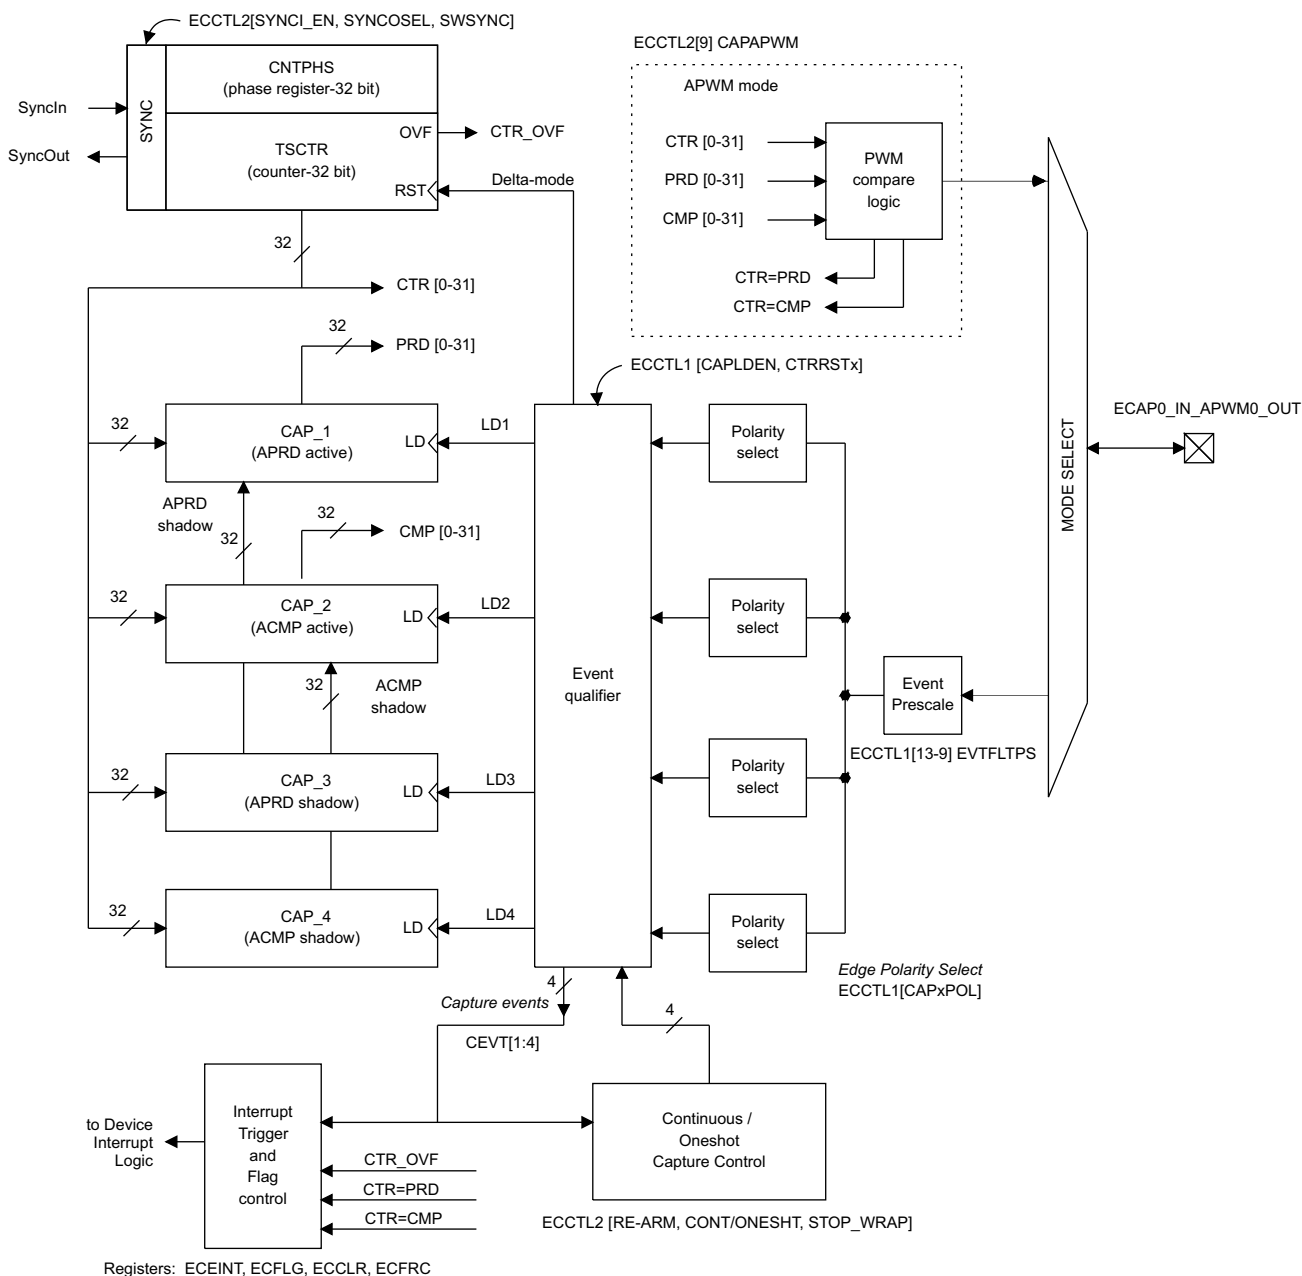 ECCTL2[SYNCI_EN, SYNCOSEL, SWSYNC]
SYNC
CNTPHS
(phase register-32 bit)
SyncIn
SyncOut
TSCTR
(counter-32 bit)
OVF
CTR_OVF
RST
Delta-mode
32
CTR [0-31]
32
PRD [0-31]
ECCTL2[9] CAPAPWM
APWM mode
CTR [0-31]
PRD [0-31]
CMP [0-31]
PWM
compare
logic
CTR=PRD
CTR=CMP
ECCTL1 [CAPLDEN, CTRRSTx]
32
CAP_1
(APRD active)
LD
LD1
Polarity
select
MODE SELECT
ECAP0_IN_APWM0_OUT
APRD
shadow
32
32
CMP [0-31]
32
CAP_2
(ACMP active)
LD
LD2
Polarity
select
32
ACMP
shadow
Event
qualifier
Event
Prescale
ECCTL1[13-9] EVTFLTPS
32
CAP_3
(APRD shadow)
LD
LD3
Polarity
select
32
CAP_4
(ACMP shadow)
LD
LD4
Polarity
select
Edge Polarity Select
ECCTL1[CAPxPOL]
4
Capture events
CEVT[1:4]
4
to Device
Interrupt
Logic
Interrupt
Trigger
and
Flag
control
CTR_OVF
CTR=PRD
CTR=CMP
Continuous /
Oneshot
Capture Control
ECCTL2 [RE-ARM, CONT/ONESHT, STOP_WRAP]
Registers: ECEINT, ECFLG, ECCLR, ECFRC